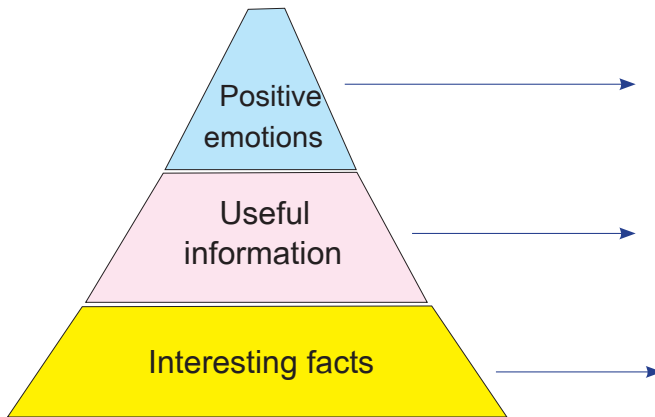 Positive
emotions
Useful
information
Interesting facts